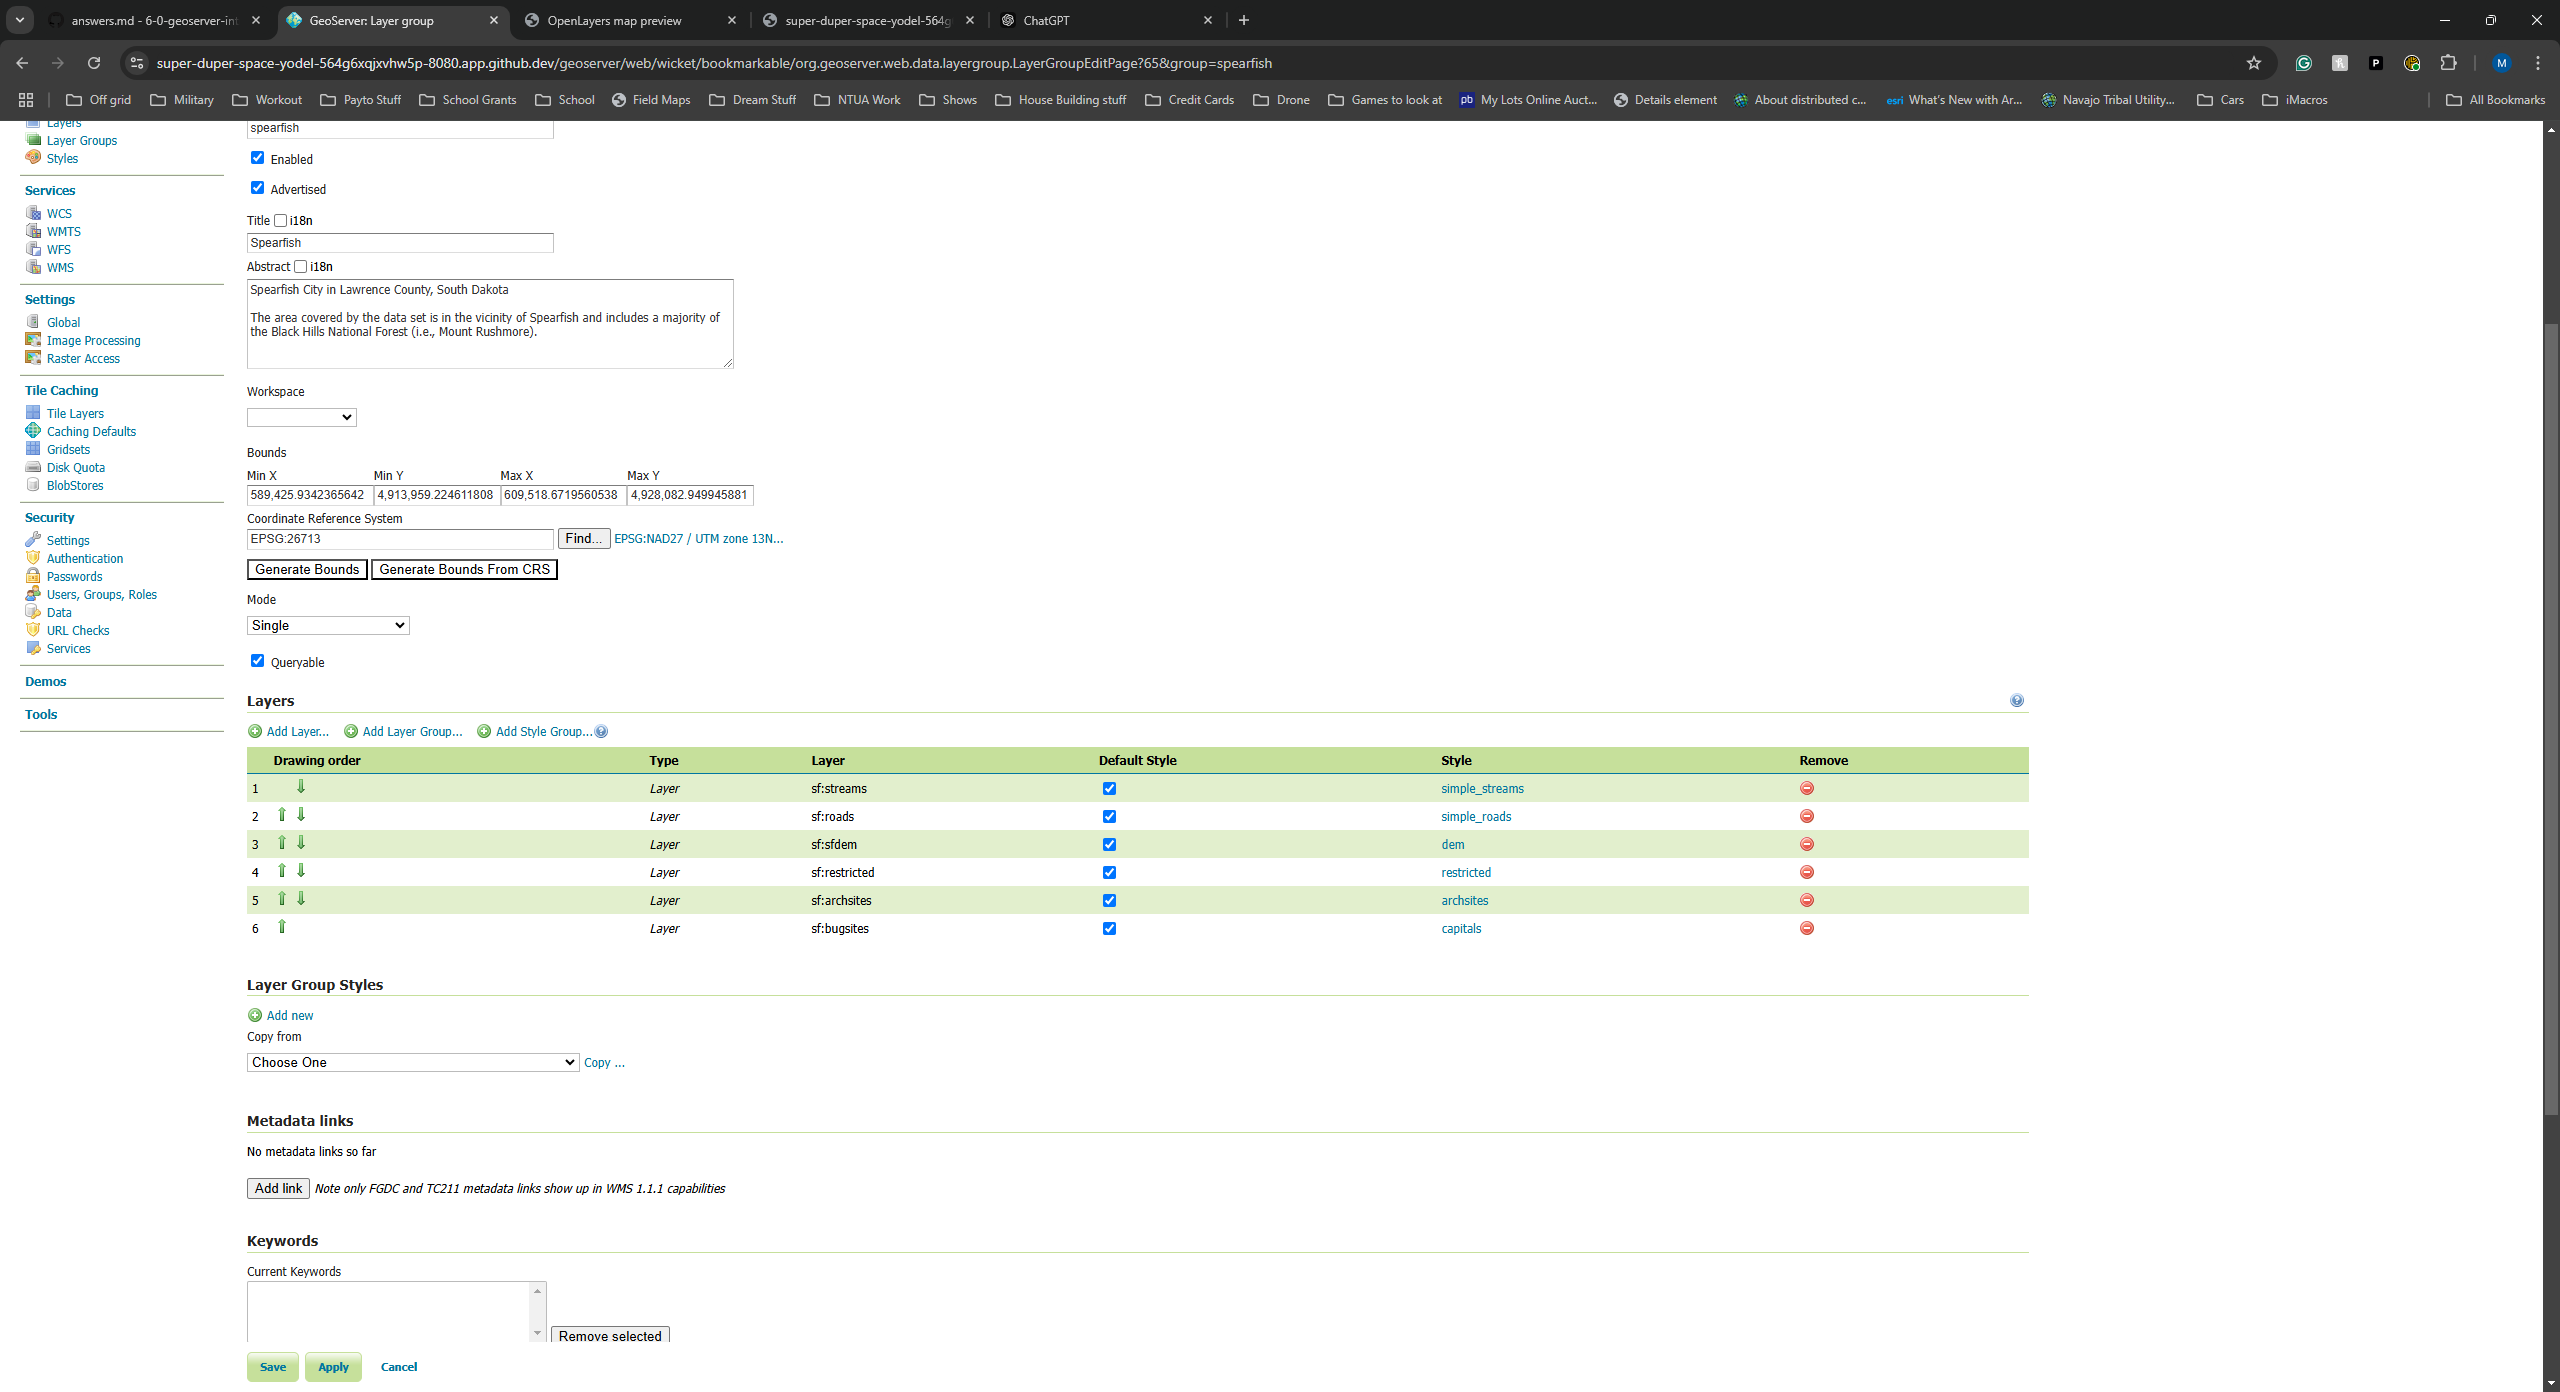 answers.md - 6-0-geoserver-int
GeoServer: Layer group
OpenLayers map preview
super-duper-space-yodel-564g
ChatGPT
super-duper-space-yodel-564g6xqjxvhw5p-8080.app.github.dev/geoserver/web/wicket/bookmarkable/org.geoserver.web.data.layergroup.LayerGroupEditPage?65&group=spearfish
Off grid
Military
Workout
Payto Stuff
School Grants
School
Field Maps
Dream Stuff
NTUA Work
Shows
House Building stuff
Credit Cards
Drone
Games to look at
pb My Lots Online Auct...
Details element
About distributed c...
esri What's New with Ar...
Navajo Tribal Utility...
Cars
iMacros
All Bookmarks
Layers
Layer Groups
Styles
Services
WCS
WMTS
WFS
WMS
Settings
Global
Image Processing
Raster Access
Tile Caching
Tile Layers
Caching Defaults
Gridsets
Disk Quota
BlobStores
Security
Settings
Authentication
Passwords
Users, Groups, Roles
Data
URL Checks
Services
Demos
Tools
spearfish
Enabled
Advertised
Title i18n
Spearfish
Abstract i18n
Spearfish City in Lawrence County, South Dakota
The area covered by the data set is in the vicinity of Spearfish and includes a majority of
the Black Hills National Forest (i.e., Mount Rushmore).
Workspace
Bounds
Min X Min Y Max X Max Y
589,425.9342365642 4,913,959.224611808 609,518.6719560538 4,928,082.949945881
Coordinate Reference System
EPSG:26713 Find... EPSG:NAD27 / UTM zone 13N...
Generate Bounds Generate Bounds From CRS
Mode
Single
Queryable
Layers
Add Layer... Add Layer Group... Add Style Group...
Drawing order Type Layer Default Style Style Remove
1 Layer sf:streams simple_streams
2 Layer sf:roads simple_roads
3 Layer sf:sfdem dem
4 Layer sf:restricted restricted
5 Layer sf:archsites archsites
6 Layer sf:bugsites capitals
Layer Group Styles
Add new
Copy from
Choose One Copy ...
Metadata links
No metadata links so far
Add link Note only FGDC and TC211 metadata links show up in WMS 1.1.1 capabilities
Keywords
Current Keywords
Remove selected
Save Apply Cancel